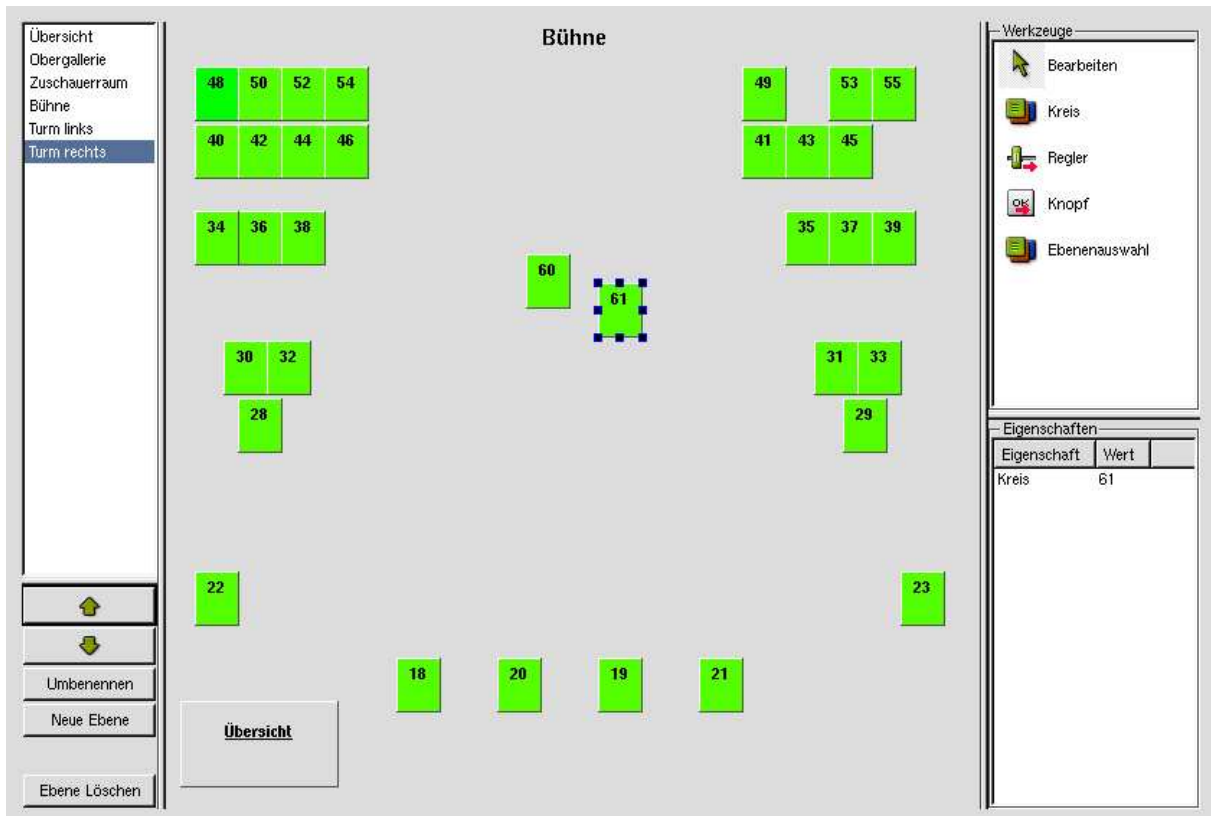 Übersicht
Obergallerie
Zuschauerraum
Bühne
Turm links
Turm rechts
Umbenennen
Neue Ebene
Ebene Löschen
Bühne
48 50 52 54
49 53 55
40 42 44 46
41 43 45
34 36 38
35 37 39
60
61
30 32
31 33
28
29
22
23
18 20 19 21
Übersicht
Werkzeuge
Bearbeiten
Kreis
Regler
OK Knopf
Ebenenauswahl
Eigenschaften
Eigenschaft Wert
Kreis 61